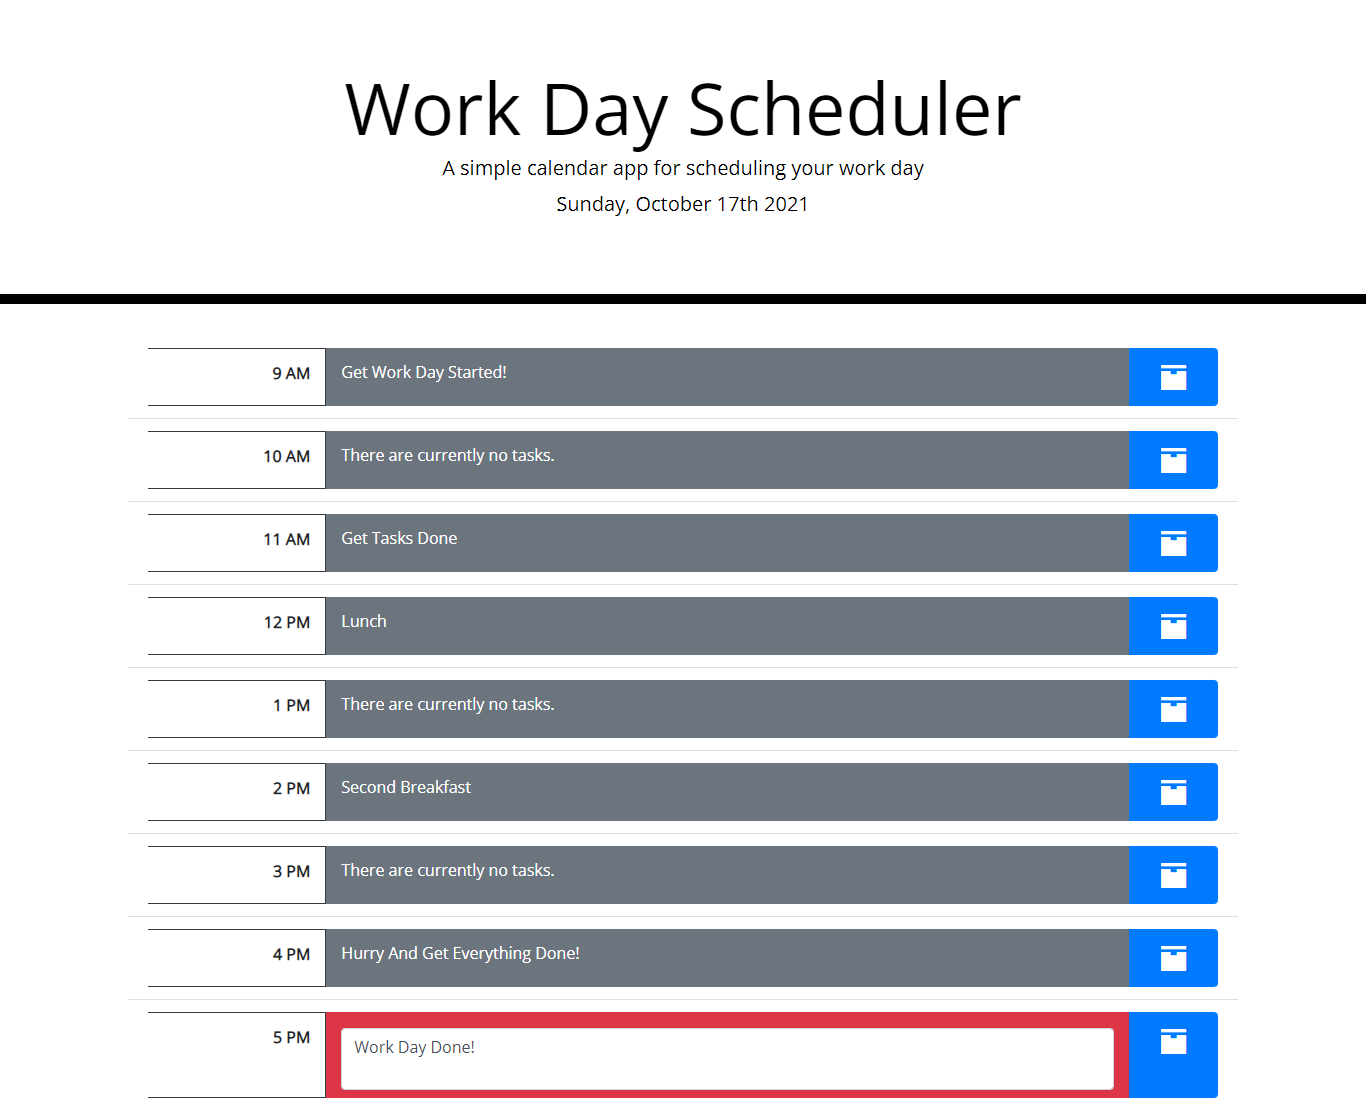 Work Day Scheduler
A simple calendar app for scheduling your work day
Sunday, October 17th 2021
9 AM Get Work Day Started!
10 AM There are currently no tasks.
11 AM Get Tasks Done
12 PM Lunch
1 PM There are currently no tasks.
2 PM Second Breakfast
3 PM There are currently no tasks.
4 PM Hurry And Get Everything Done!
5 PM Work Day Done!